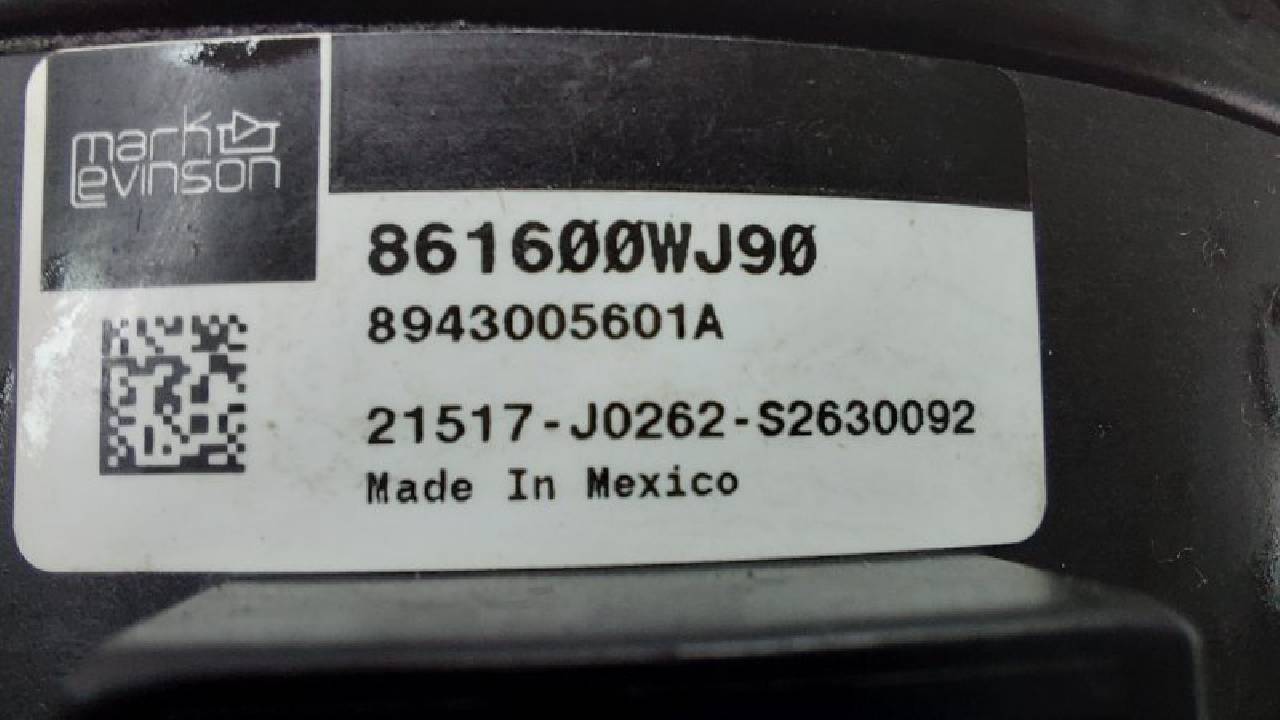 mark
levinson
861600WJ90
8943005601A
21517-J0262-S2630092
Made In Mexico